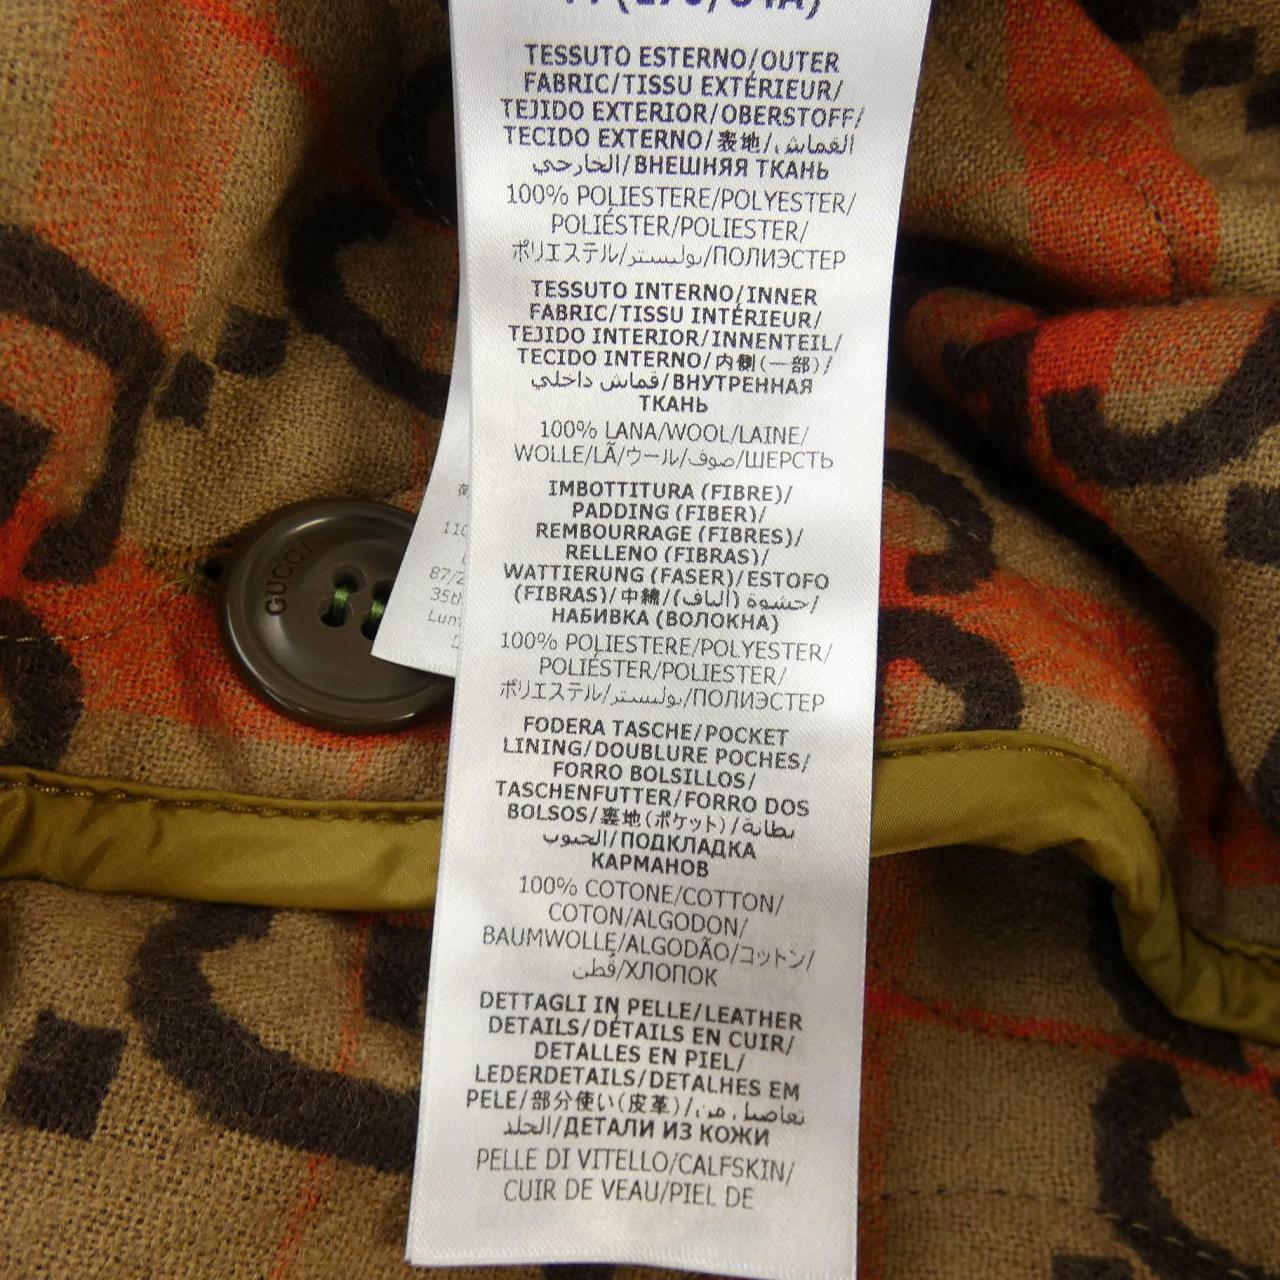 TESSUTO ESTERNO/OUTER
FABRIC/TISSU EXTÉRIEUR/
TEJIDO EXTERIOR/OBERSTOFF/
TECIDO EXTERNO/表地/القماش
الخارجي/ВНЕШНЯЯ ТКАНЬ
100% POLIESTERE/POLYESTER/
POLIÉSTER/POLIESTER/
ポリエステル/بوليستر/ПОЛИЭСТЕР
TESSUTO INTERNO/INNER
FABRIC/TISSU INTÉRIEUR/
TEJIDO INTERIOR/INNENTEIL/
TECIDO INTERNO/内側(一部)/
قماش داخلي/ВНУТРЕННАЯ
ТКАНЬ
100% LANA/WOOL/LAINE/
WOLLE/LÃ/ウール/صوف/ШЕРСТЬ
IMBOTTITURA (FIBRE)/
PADDING (FIBER)/
REMBOURRAGE (FIBRES)/
RELLENO (FIBRAS)/
WATTIERUNG (FASER)/ESTOFO
(FIBRAS)/中綿/حشوة (ألياف)/
НАБИВКА (ВОЛОКНА)
100% POLIESTERE/POLYESTER/
POLIÉSTER/POLIESTER/
ポリエステル/بوليستر/ПОЛИЭСТЕР
FODERA TASCHE/POCKET
LINING/DOUBLURE POCHES/
FORRO BOLSILLOS/
TASCHENFUTTER/FORRO DOS
BOLSOS/裏地(ポケット)/بطانة
الجيوب/ПОДКЛАДКА
КАРМАНОВ
100% COTONE/COTTON/
COTON/ALGODON/
BAUMWOLLE/ALGODÃO/コットン/
قطن/ХЛОПОК
DETTAGLI IN PELLE/LEATHER
DETAILS/DÉTAILS EN CUIR/
DETALLES EN PIEL/
LEDERDETAILS/DETALHES EM
PELE/部分使い(皮革)/تفاصيل من
الجلد/ДЕТАЛИ ИЗ КОЖИ
PELLE DI VITELLO/CALFSKIN/
CUIR DE VEAU/PIEL DE
GUCCI
110
87/2
35th
Lum